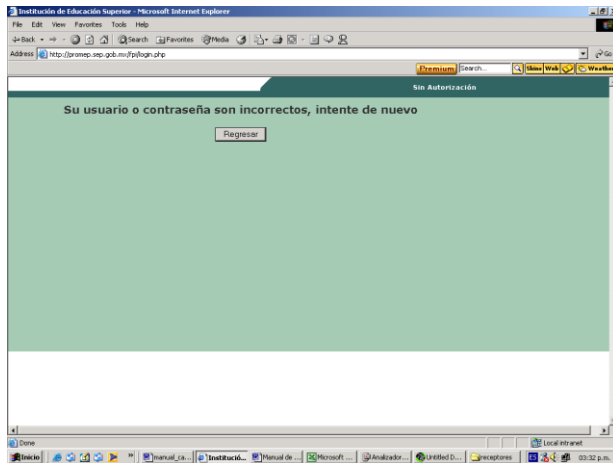 Institución de Educación Superior - Microsoft Internet Explorer
File Edit View Favorites Tools Help
Back Search Favorites Media
Address http://promep.sep.gob.mx/fpi/login.php Go
Premium Search... Shine Web Weather
Sin Autorización
Su usuario o contraseña son incorrectos, intente de nuevo
Regresar
Done Local intranet
Inicio manual_ca... Institució... Manual de ... Microsoft ... Analizador... Untitled D... receptores ES 03:32 p.m.